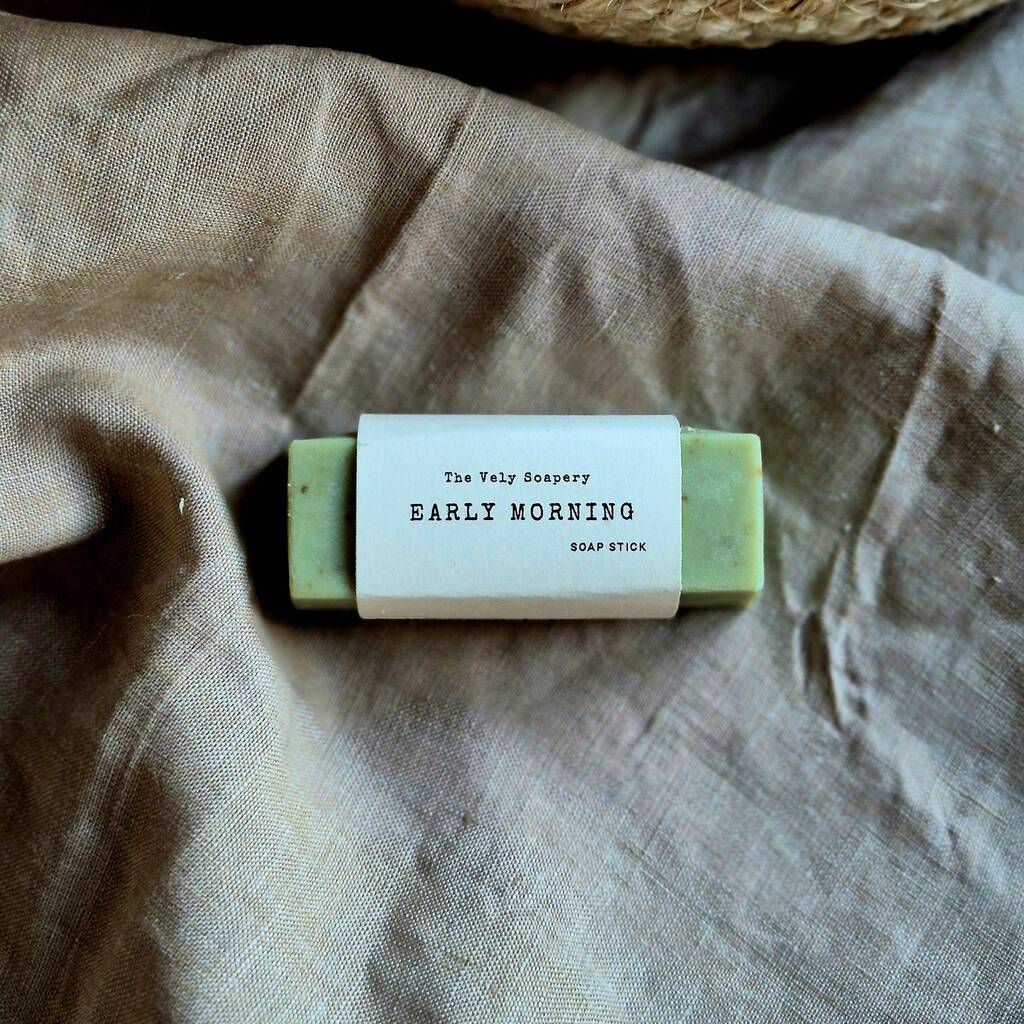 The Vely Soapery
EARLY MORNING
SOAP STICK